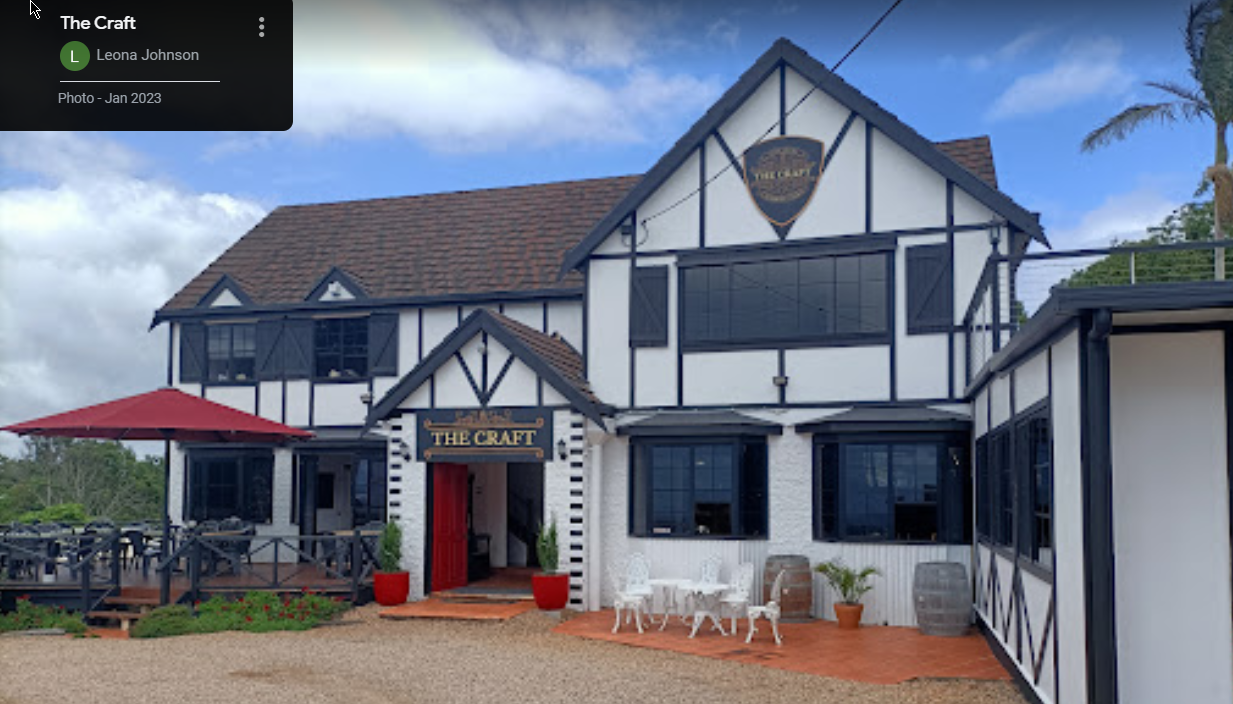 The Craft
L Leona Johnson
Photo - Jan 2023
THE CRAFT
THE CRAFT